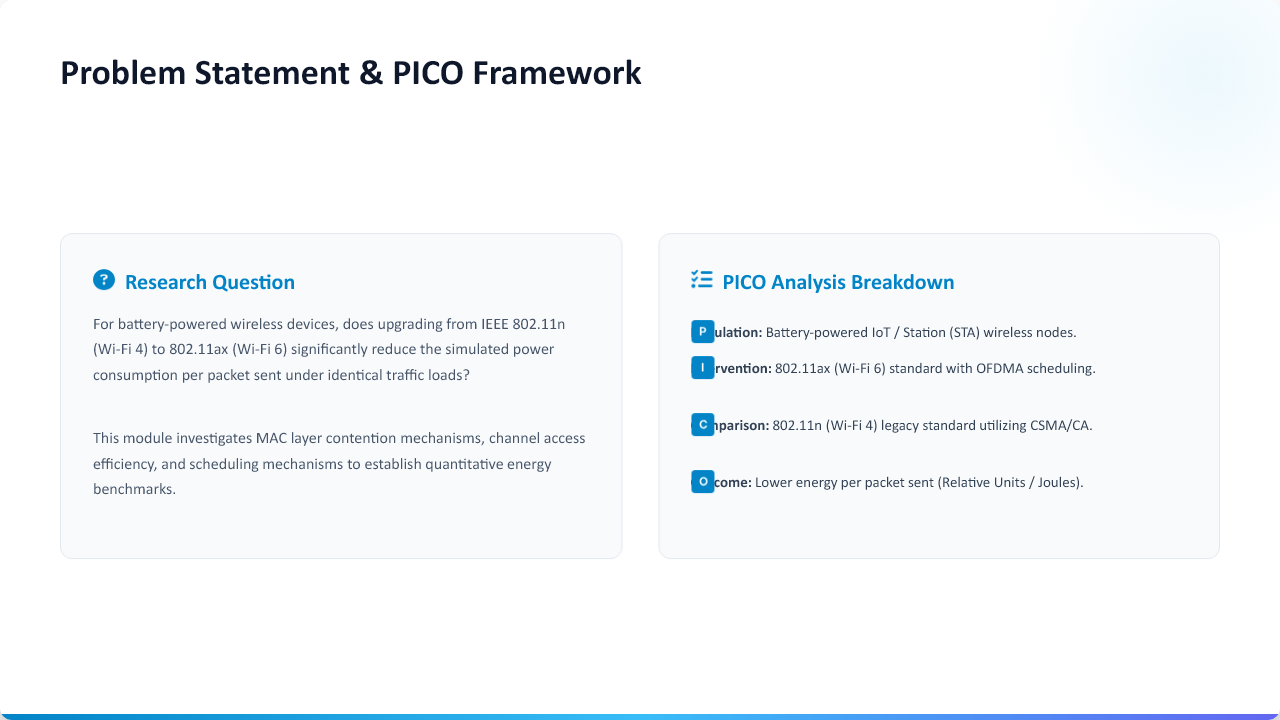 Problem Statement & PICO Framework
Research Question
For battery-powered wireless devices, does upgrading from IEEE 802.11n
(Wi-Fi 4) to 802.11ax (Wi-Fi 6) significantly reduce the simulated power
consumption per packet sent under identical traffic loads?
This module investigates MAC layer contention mechanisms, channel access
efficiency, and scheduling mechanisms to establish quantitative energy
benchmarks.
PICO Analysis Breakdown
P ulation: Battery-powered IoT / Station (STA) wireless nodes.
I rvention: 802.11ax (Wi-Fi 6) standard with OFDMA scheduling.
C nparison: 802.11n (Wi-Fi 4) legacy standard utilizing CSMA/CA.
O come: Lower energy per packet sent (Relative Units / Joules).